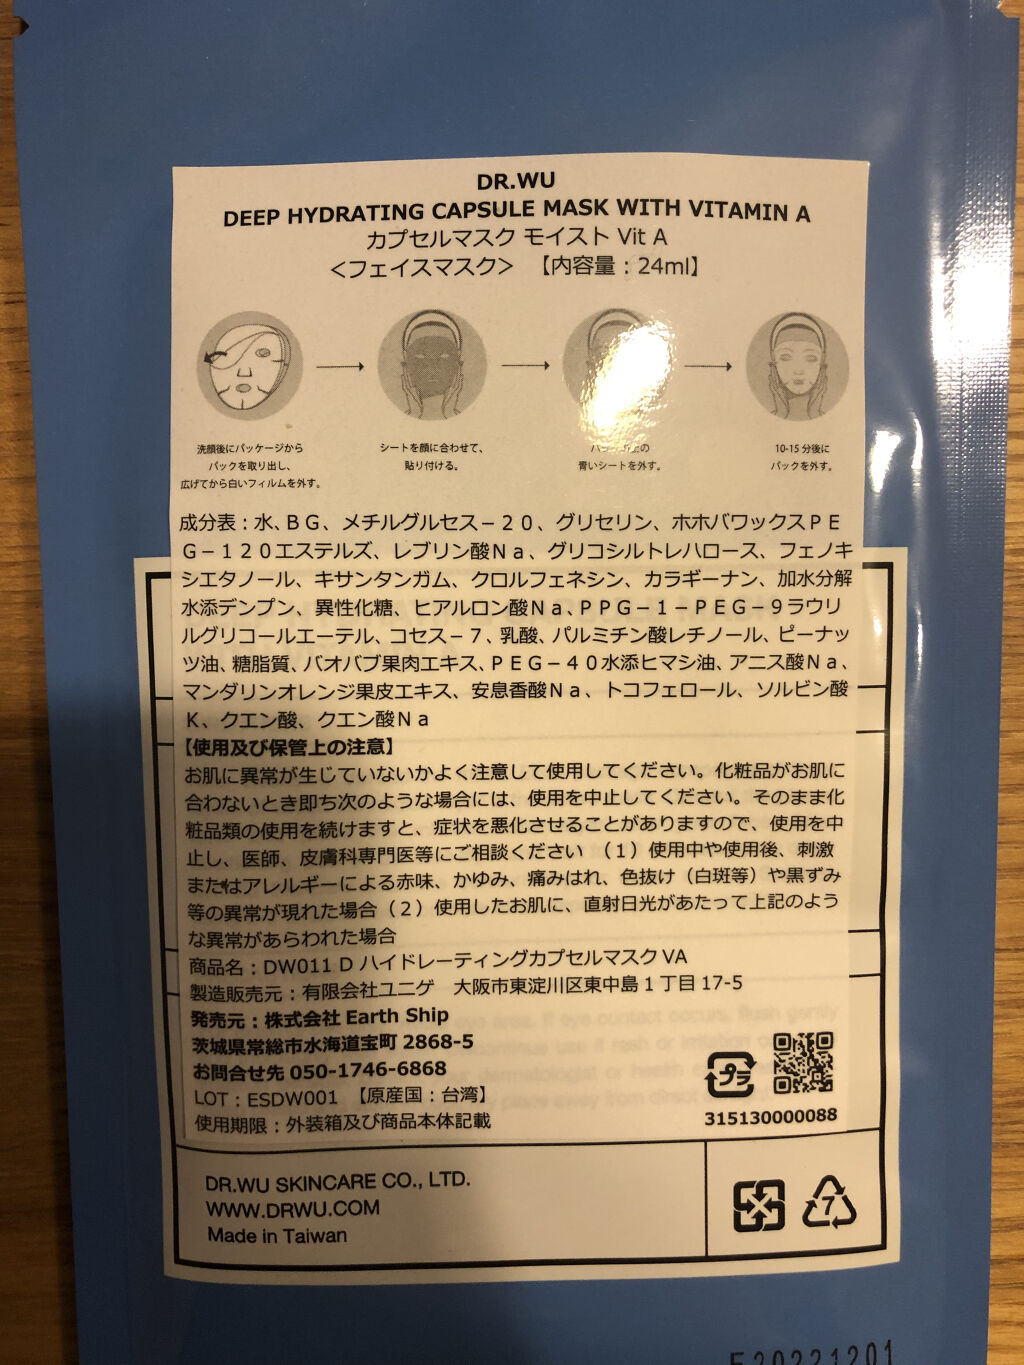 DR.WU
DEEP HYDRATING CAPSULE MASK WITH VITAMIN A
カプセルマスク モイスト Vit A
＜フェイスマスク＞ 【内容量：24ml】
洗顔後にパッケージから
パックを取り出し、
広げてから白いフィルムを外す。
シートを顔に合わせて、
貼り付ける。
上の
青いシートを外す。
10-15 分後に
パックを外す。
成分表：水、ＢＧ、メチルグルセス－２０、グリセリン、ホホバワックスＰＥ
Ｇ－１２０エステルズ、レブリン酸Ｎａ、グリコシルトレハロース、フェノキ
シエタノール、キサンタンガム、クロルフェネシン、カラギーナン、加水分解
水添デンプン、異性化糖、ヒアルロン酸Ｎａ、ＰＰＧ－１－ＰＥＧ－９ラウリ
ルグリコールエーテル、コセス－７、乳酸、パルミチン酸レチノール、ピーナッ
ツ油、糖脂質、バオバブ果肉エキス、ＰＥＧ－４０水添ヒマシ油、アニス酸Ｎａ、
マンダリンオレンジ果皮エキス、安息香酸Ｎａ、トコフェロール、ソルビン酸
Ｋ、クエン酸、クエン酸Ｎａ
【使用及び保管上の注意】
お肌に異常が生じていないかよく注意して使用してください。化粧品がお肌に
合わないとき即ち次のような場合には、使用を中止してください。そのまま化
粧品類の使用を続けますと、症状を悪化させることがありますので、使用を中
止し、医師、皮膚科専門医等にご相談ください （１）使用中や使用後、刺激
またはアレルギーによる赤味、かゆみ、痛みはれ、色抜け（白斑等）や黒ずみ
等の異常が現れた場合（２）使用したお肌に、直射日光があたって上記のよう
な異常があらわれた場合
商品名：DW011 D ハイドレーティングカプセルマスク VA
製造販売元：有限会社ユニゲ 大阪市東淀川区東中島 1 丁目 17-5
発売元：株式会社 Earth Ship
茨城県常総市水海道宝町 2868-5
お問合せ先 050-1746-6868
LOT：ESDW001 【原産国：台湾】
使用期限：外装箱及び商品本体記載
プラ
315130000088
DR.WU SKINCARE CO., LTD.
WWW.DRWU.COM
Made in Taiwan
7
E20221201